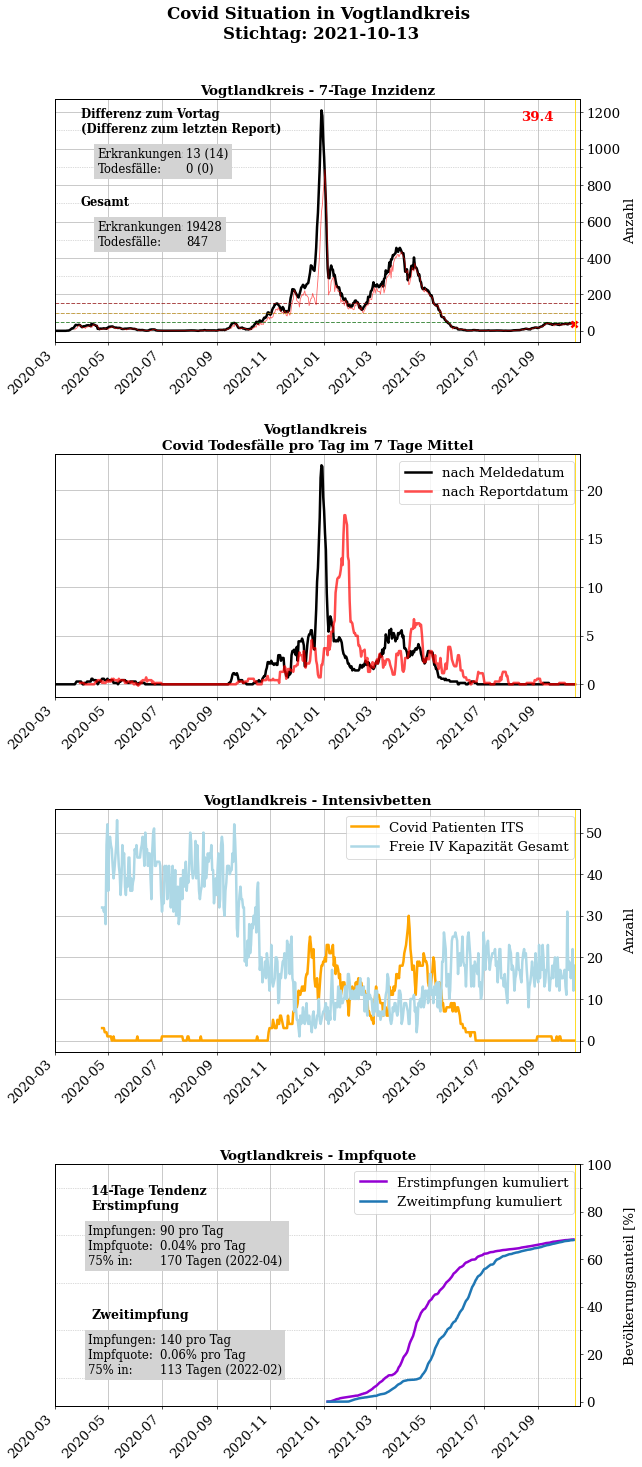 Covid Situation in Vogtlandkreis
Stichtag: 2021-10-13
Vogtlandkreis - 7-Tage Inzidenz
Differenz zum Vortag
(Differenz zum letzten Report)
Erkrankungen 13 (14)
Todesfälle: 0 (0)
Gesamt
Erkrankungen 19428
Todesfälle: 847
39.4
1200
1000
800
600
400
200
0
Anzahl
2020-03
2020-05
2020-07
2020-09
2020-11
2021-01
2021-03
2021-05
2021-07
2021-09
Vogtlandkreis
Covid Todesfälle pro Tag im 7 Tage Mittel
nach Meldedatum
nach Reportdatum
20
15
10
5
0
2020-03
2020-05
2020-07
2020-09
2020-11
2021-01
2021-03
2021-05
2021-07
2021-09
Vogtlandkreis - Intensivbetten
Covid Patienten ITS
Freie IV Kapazität Gesamt
50
40
30
20
10
0
Anzahl
2020-03
2020-05
2020-07
2020-09
2020-11
2021-01
2021-03
2021-05
2021-07
2021-09
Vogtlandkreis - Impfquote
14-Tage Tendenz
Erstimpfung
Impfungen: 90 pro Tag
Impfquote: 0.04% pro Tag
75% in: 170 Tagen (2022-04)
Zweitimpfung
Impfungen: 140 pro Tag
Impfquote: 0.06% pro Tag
75% in: 113 Tagen (2022-02)
Erstimpfungen kumuliert
Zweitimpfung kumuliert
100
80
60
40
20
0
Bevölkerungsanteil [%]
2020-03
2020-05
2020-07
2020-09
2020-11
2021-01
2021-03
2021-05
2021-07
2021-09